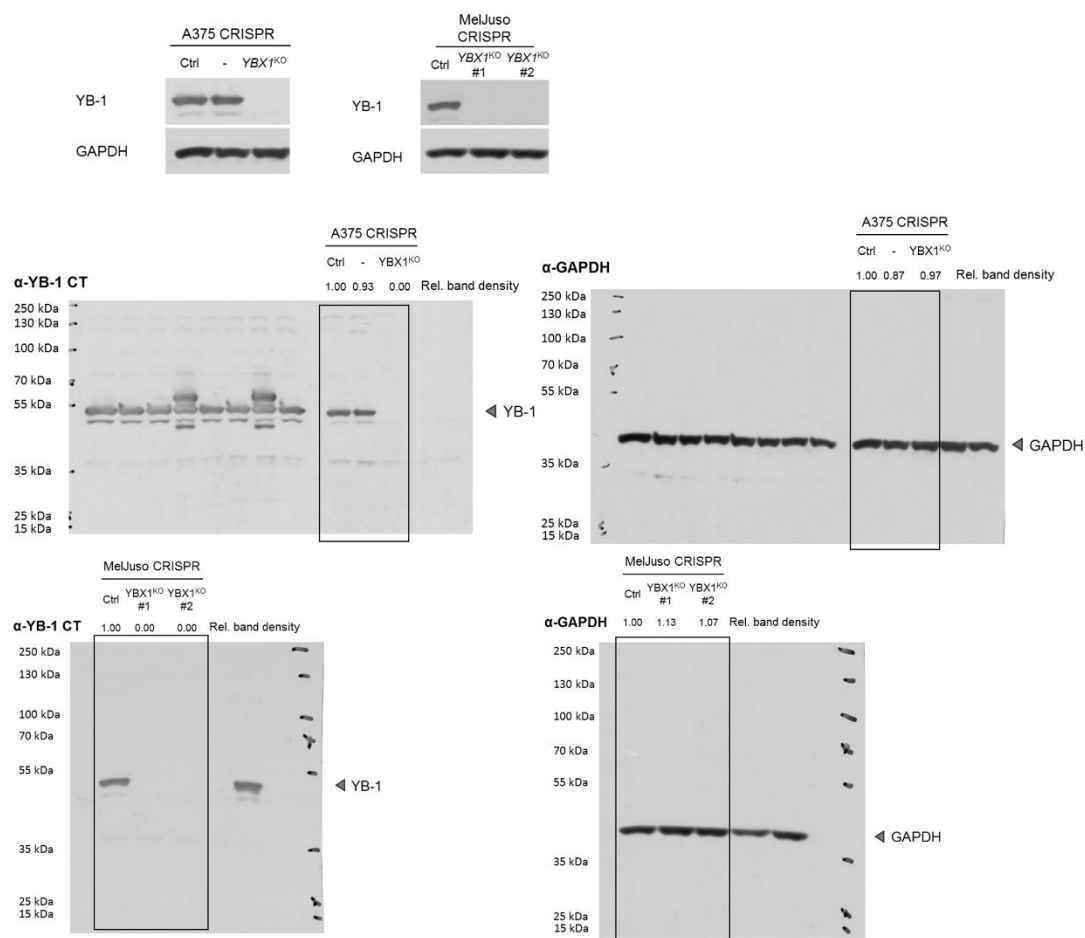 A375 CRISPR
Ctrl - YBX1KO
YB-1
GAPDH
MelJuso
CRISPR
Ctrl YBX1KO #1 YBX1KO #2
YB-1
GAPDH
A375 CRISPR
Ctrl - YBX1KO
α-YB-1 CT
1.00 0.93 0.00 Rel. band density
250 kDa
130 kDa
100 kDa
70 kDa
55 kDa
35 kDa
25 kDa
15 kDa
YB-1
A375 CRISPR
Ctrl - YBX1KO
α-GAPDH
1.00 0.87 0.97 Rel. band density
250 kDa
130 kDa
100 kDa
70 kDa
55 kDa
35 kDa
25 kDa
15 kDa
GAPDH
MelJuso CRISPR
Ctrl YBX1KO #1 YBX1KO #2
α-YB-1 CT 1.00 0.00 0.00 Rel. band density
250 kDa
130 kDa
100 kDa
70 kDa
55 kDa
35 kDa
25 kDa
15 kDa
YB-1
MelJuso CRISPR
Ctrl YBX1KO #1 YBX1KO #2
α-GAPDH 1.00 1.13 1.07 Rel. band density
250 kDa
130 kDa
100 kDa
70 kDa
55 kDa
35 kDa
25 kDa
15 kDa
GAPDH